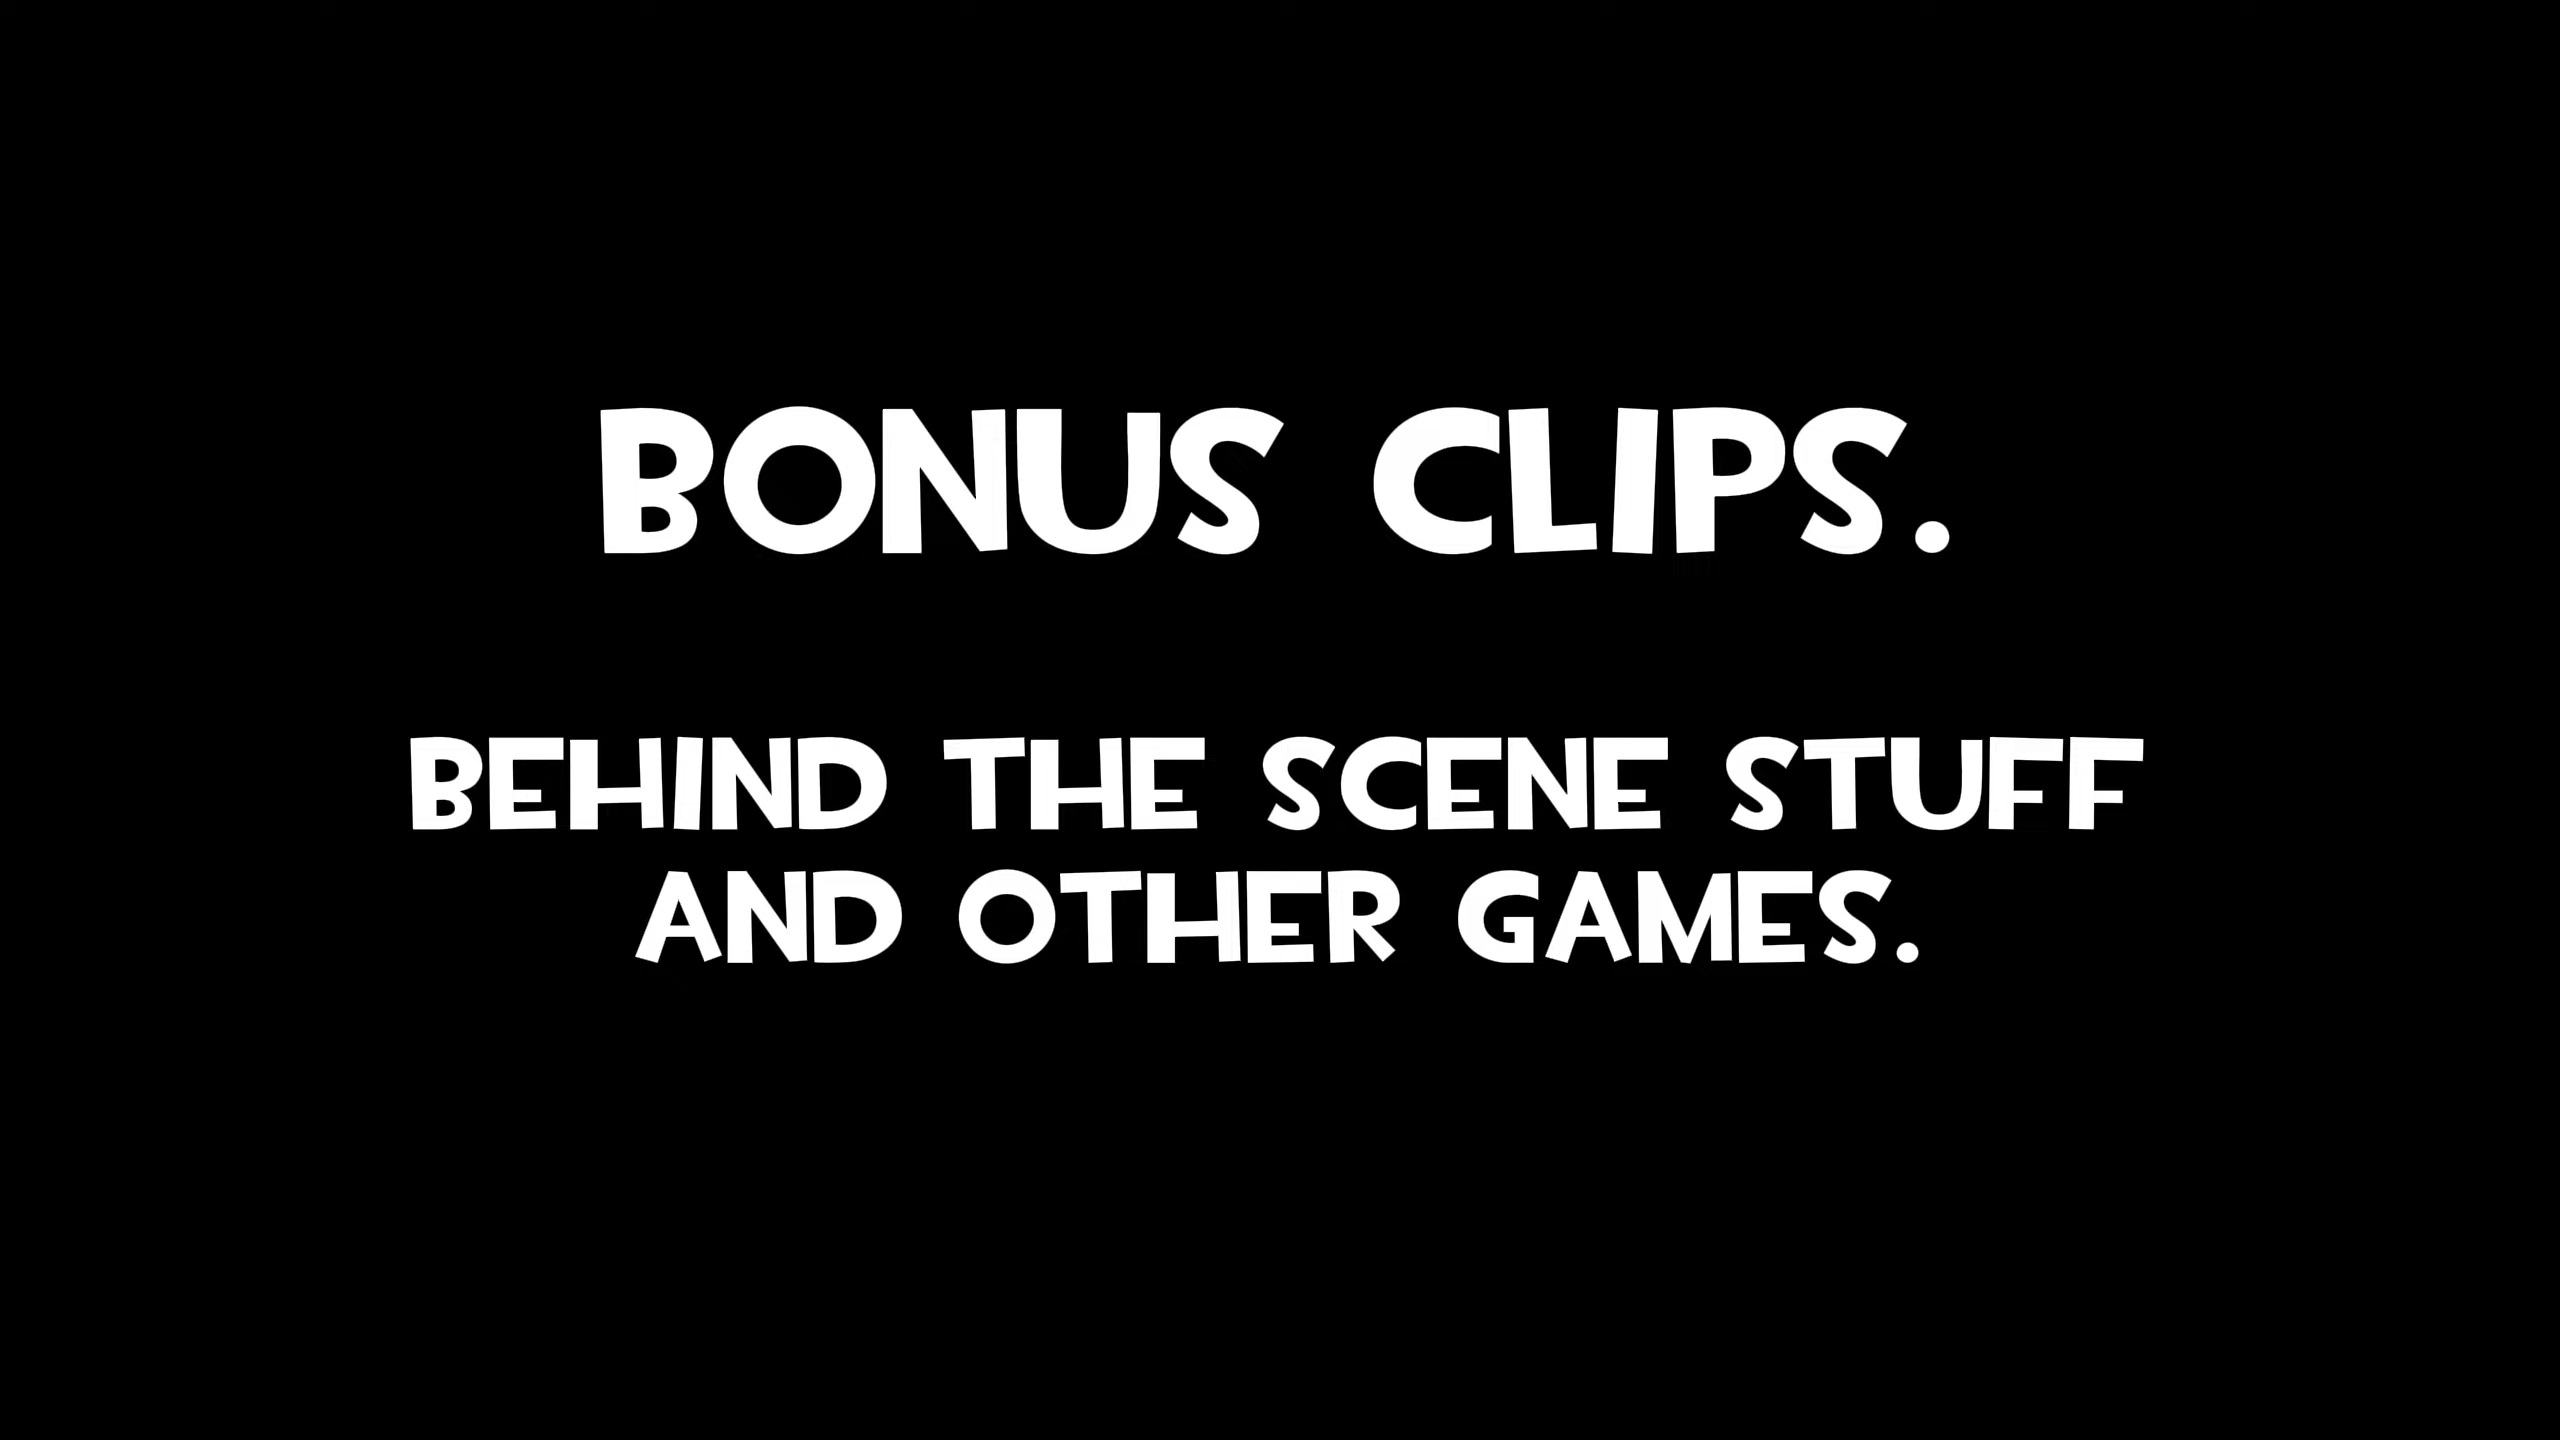 BONUS CLIPS.
BEHIND THE SCENE STUFF
AND OTHER GAMES.